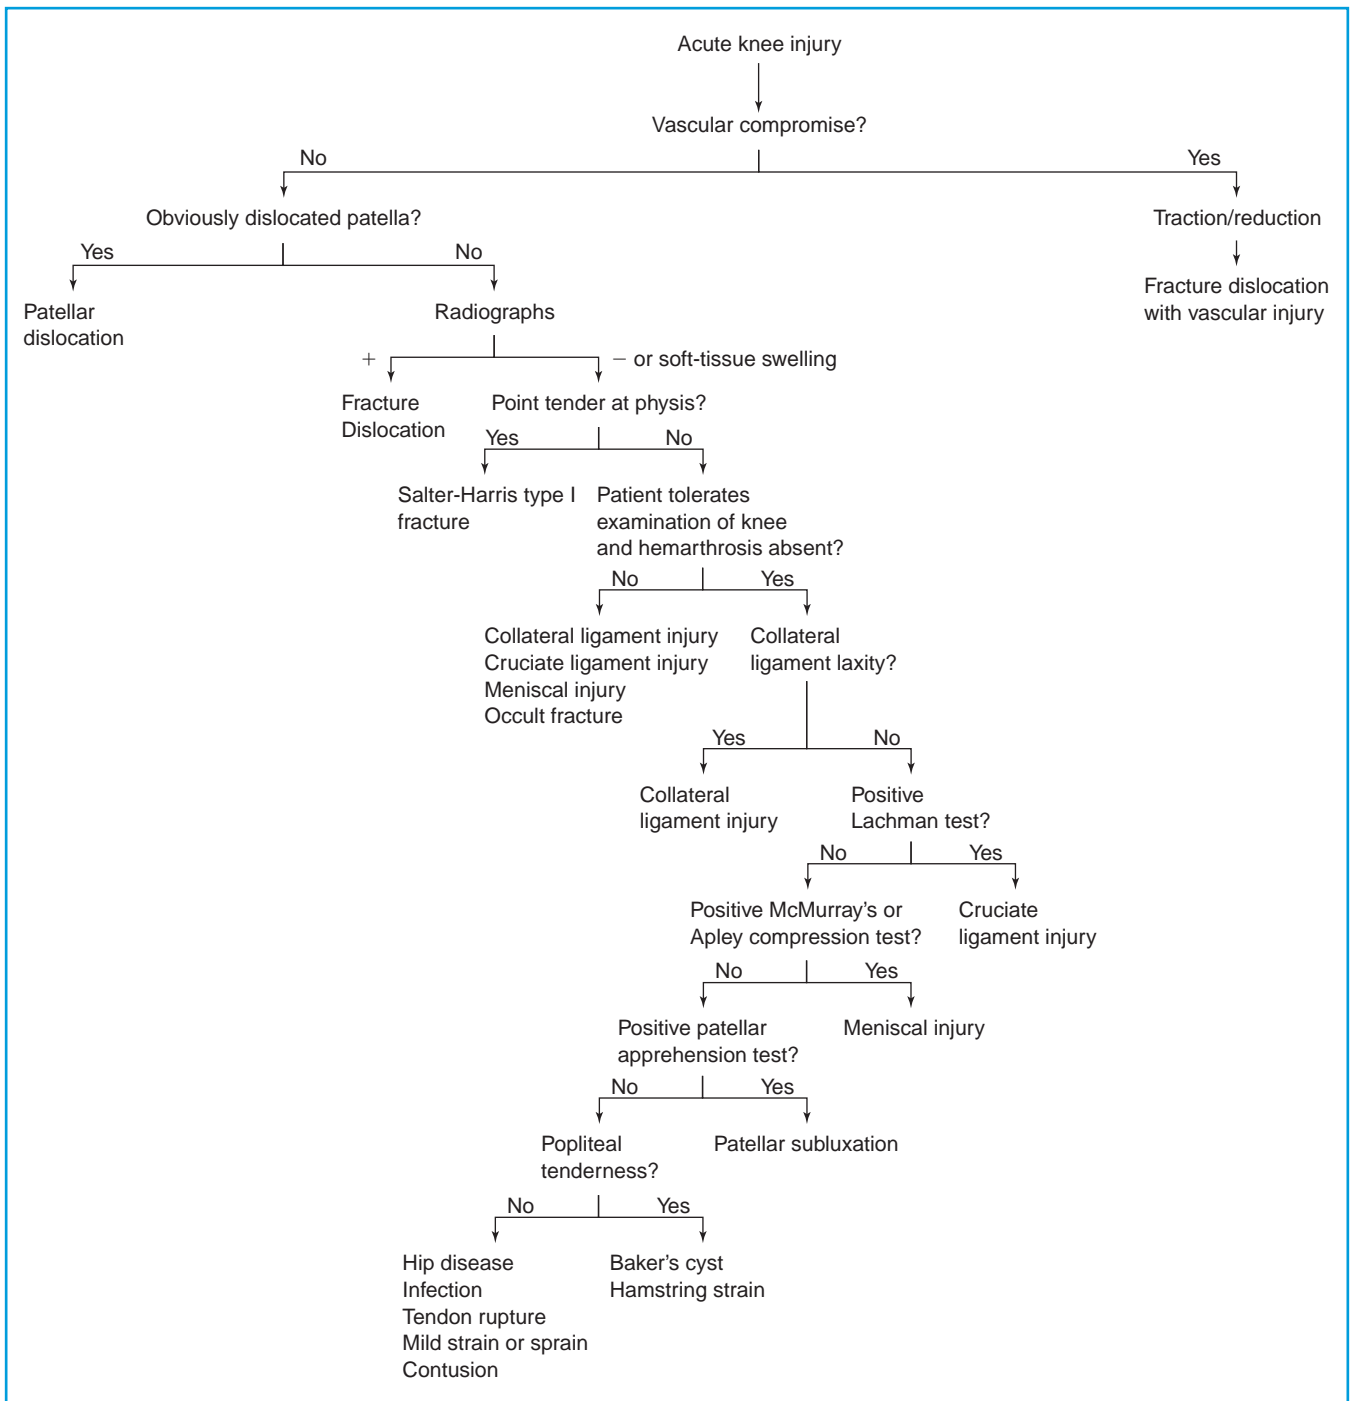 Acute knee injury
Vascular compromise?
No
Yes
Obviously dislocated patella?
Traction/reduction
Yes
No
Fracture dislocation
with vascular injury
Patellar
dislocation
Radiographs
+
− or soft-tissue swelling
Fracture
Dislocation
Point tender at physis?
Yes
No
Salter-Harris type I
fracture
Patient tolerates
examination of knee
and hemarthrosis absent?
No
Yes
Collateral ligament injury
Cruciate ligament injury
Meniscal injury
Occult fracture
Collateral
ligament laxity?
Yes
No
Collateral
ligament injury
Positive
Lachman test?
No
Yes
Positive McMurray's or
Apley compression test?
Cruciate
ligament injury
No
Yes
Positive patellar
apprehension test?
Meniscal injury
No
Yes
Popliteal
tenderness?
Patellar subluxation
No
Yes
Hip disease
Infection
Tendon rupture
Mild strain or sprain
Contusion
Baker's cyst
Hamstring strain